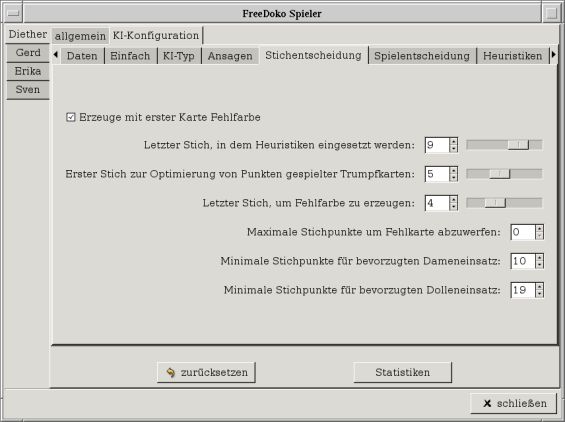 FreeDoko Spieler
Diether
Gerd
Erika
Sven
allgemein KI-Konfiguration
Daten Einfach KI-Typ Ansagen Stichentscheidung Spielentscheidung Heuristiken
Erzeuge mit erster Karte Fehlfarbe
Letzter Stich, in dem Heuristiken eingesetzt werden: 9
Erster Stich zur Optimierung von Punkten gespielter Trumpfkarten: 5
Letzter Stich, um Fehlfarbe zu erzeugen: 4
Maximale Stichpunkte um Fehlkarte abzuwerfen: 0
Minimale Stichpunkte für bevorzugten Dameneinsatz: 10
Minimale Stichpunkte für bevorzugten Dolleneinsatz: 19
zurücksetzen Statistiken
schließen